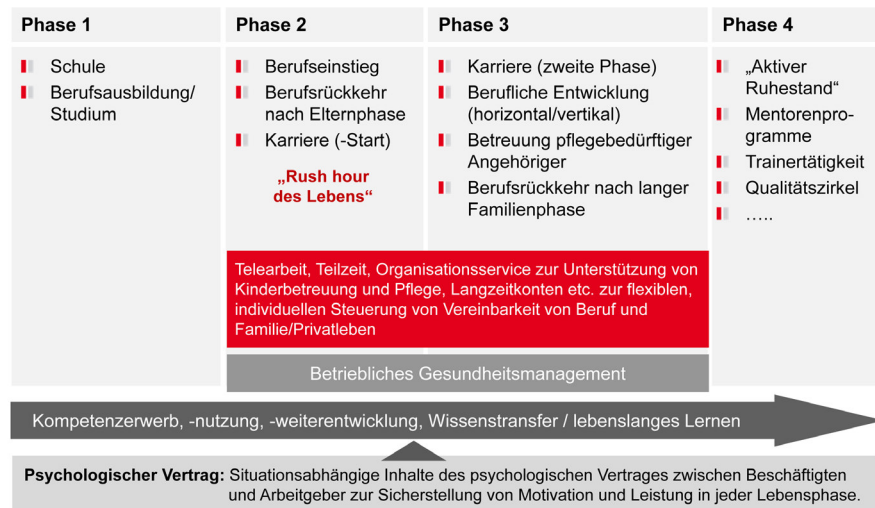 Phase 1
Schule
Berufsausbildung/
Studium
Phase 2
Berufseinstieg
Berufsrückkehr
nach Elternphase
Karriere (-Start)
„Rush hour
des Lebens“
Phase 3
Karriere (zweite Phase)
Berufliche Entwicklung
(horizontal/vertikal)
Betreuung pflegebedürftiger
Angehöriger
Berufsrückkehr nach langer
Familienphase
Phase 4
„Aktiver
Ruhestand“
Mentorenpro-
gramme
Trainertätigkeit
Qualitätszirkel
…..
Telearbeit, Teilzeit, Organisationsservice zur Unterstützung von
Kinderbetreuung und Pflege, Langzeitkonten etc. zur flexiblen,
individuellen Steuerung von Vereinbarkeit von Beruf und
Familie/Privatleben
Betriebliches Gesundheitsmanagement
Kompetenzerwerb, -nutzung, -weiterentwicklung, Wissenstransfer / lebenslanges Lernen
Psychologischer Vertrag: Situationsabhängige Inhalte des psychologischen Vertrages zwischen Beschäftigten
und Arbeitgeber zur Sicherstellung von Motivation und Leistung in jeder Lebensphase.